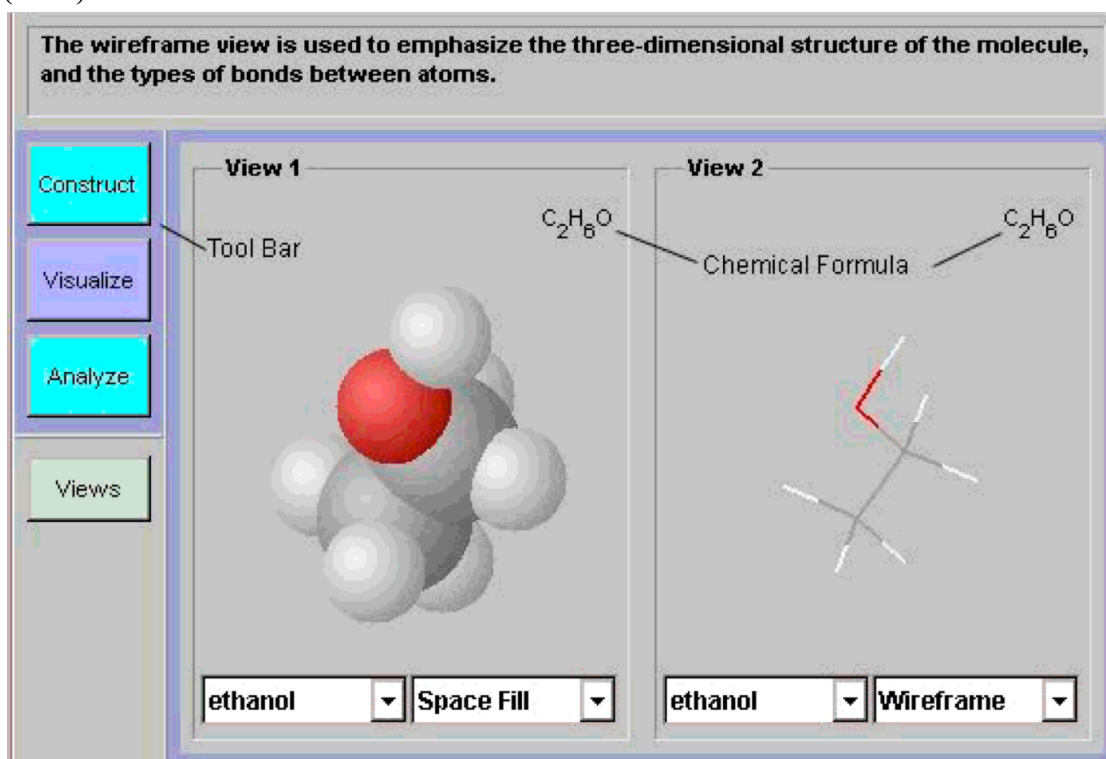 The wireframe view is used to emphasize the three-dimensional structure of the molecule,
and the types of bonds between atoms.
Construct
Visualize
Analyze
Views
Tool Bar
View 1
C2H6O
Chemical Formula
View 2
C2H6O
ethanol
Space Fill
ethanol
Wireframe